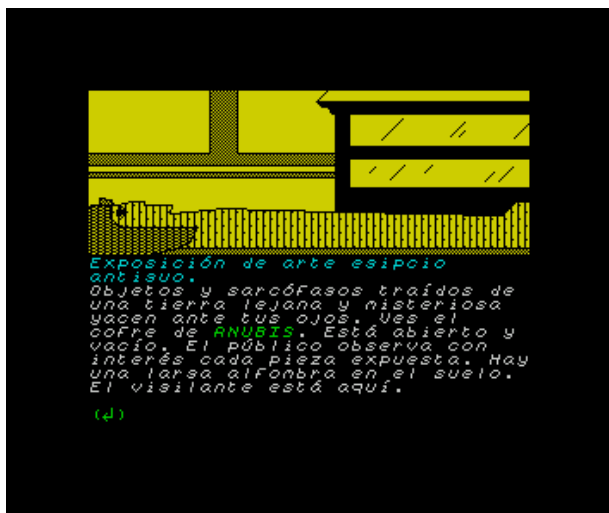 Exposición de arte egipcio
antiguo.
Objetos y sarcófagos traídos de
una tierra lejana y misteriosa
yacen ante tus ojos. Ves el
cofre de ANUBIS. Está abierto y
vacío. El público observa con
interés cada pieza expuesta. Hay
una larga alfombra en el suelo.
El vigilante está aquí.
(↲)